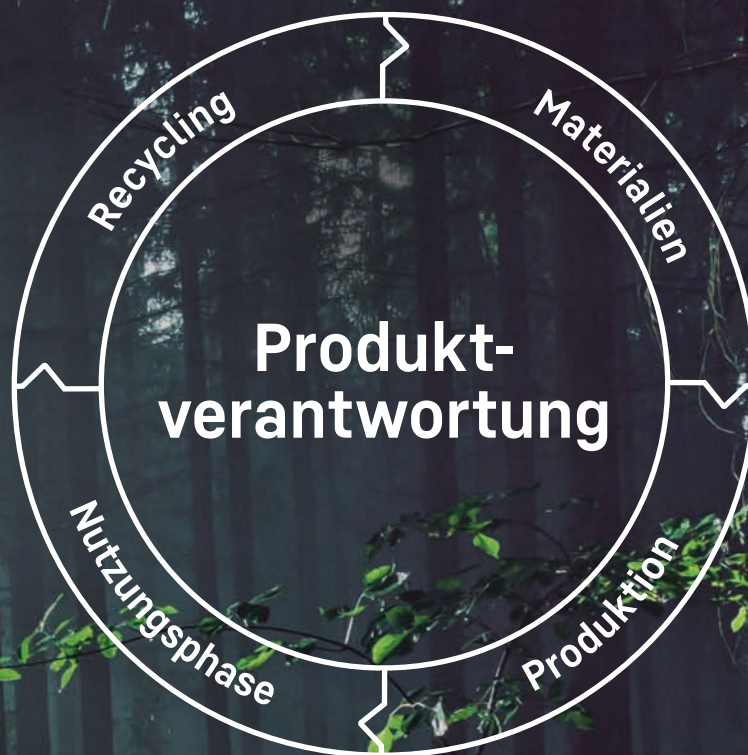 Produkt-
verantwortung
Materialien
Produktion
Nutzungsphase
Recycling